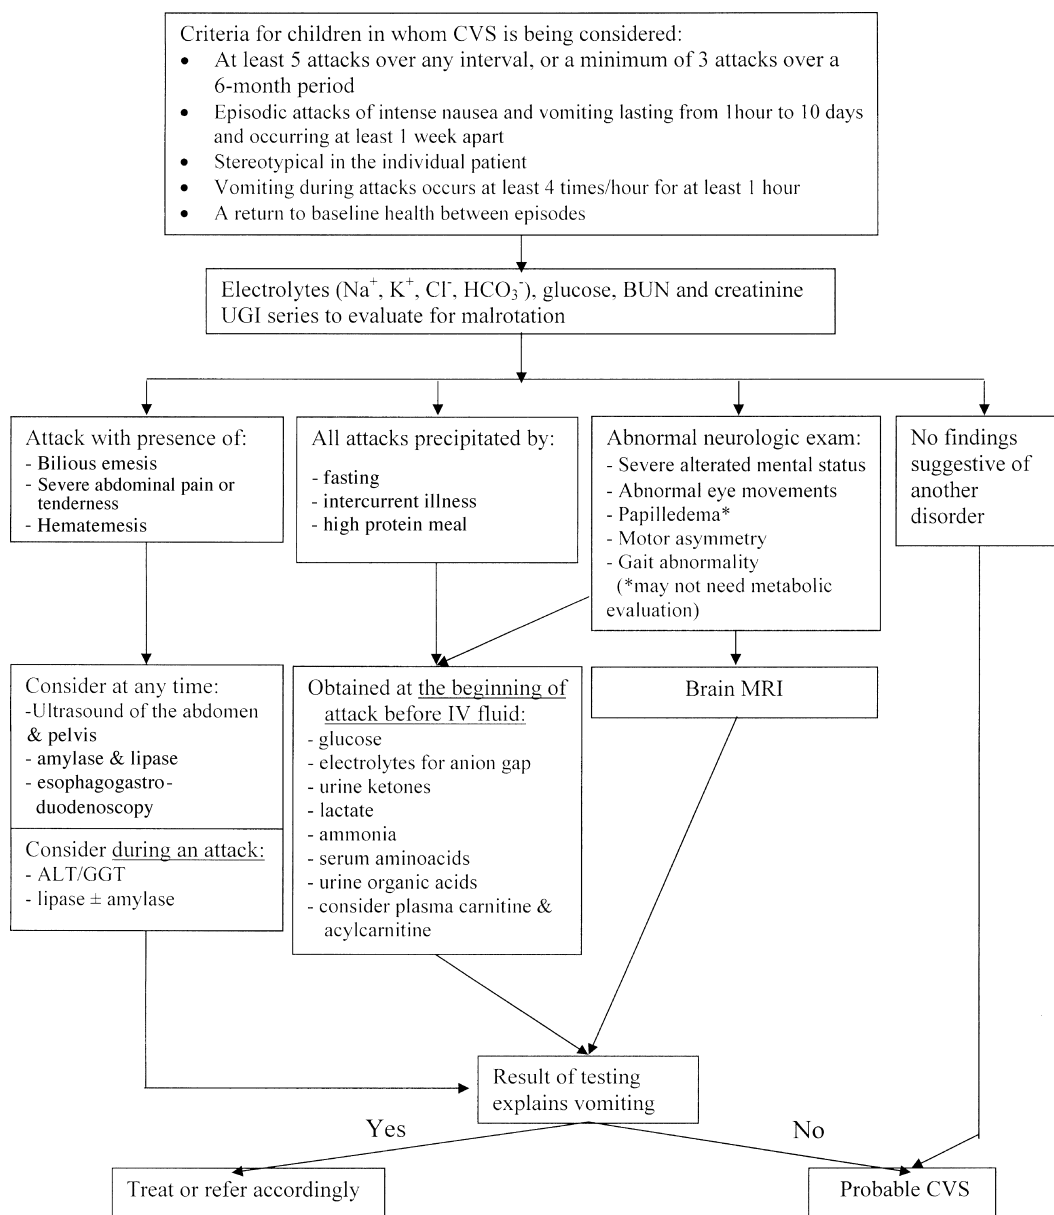 Criteria for children in whom CVS is being considered:
• At least 5 attacks over any interval, or a minimum of 3 attacks over a
6-month period
• Episodic attacks of intense nausea and vomiting lasting from 1hour to 10 days
and occurring at least 1 week apart
• Stereotypical in the individual patient
• Vomiting during attacks occurs at least 4 times/hour for at least 1 hour
• A return to baseline health between episodes
Electrolytes (Na⁺, K⁺, Cl⁻, HCO₃⁻), glucose, BUN and creatinine
UGI series to evaluate for malrotation
Attack with presence of:
- Bilious emesis
- Severe abdominal pain or
tenderness
- Hematemesis
All attacks precipitated by:
- fasting
- intercurrent illness
- high protein meal
Abnormal neurologic exam:
- Severe alterated mental status
- Abnormal eye movements
- Papilledema*
- Motor asymmetry
- Gait abnormality
(*may not need metabolic
evaluation)
No findings
suggestive of
another
disorder
Consider at any time:
-Ultrasound of the abdomen
& pelvis
- amylase & lipase
- esophagogastro-
duodenoscopy
Consider during an attack:
- ALT/GGT
- lipase ± amylase
Obtained at the beginning of
attack before IV fluid:
- glucose
- electrolytes for anion gap
- urine ketones
- lactate
- ammonia
- serum aminoacids
- urine organic acids
- consider plasma carnitine &
acylcarnitine
Brain MRI
Result of testing
explains vomiting
Yes
No
Treat or refer accordingly
Probable CVS